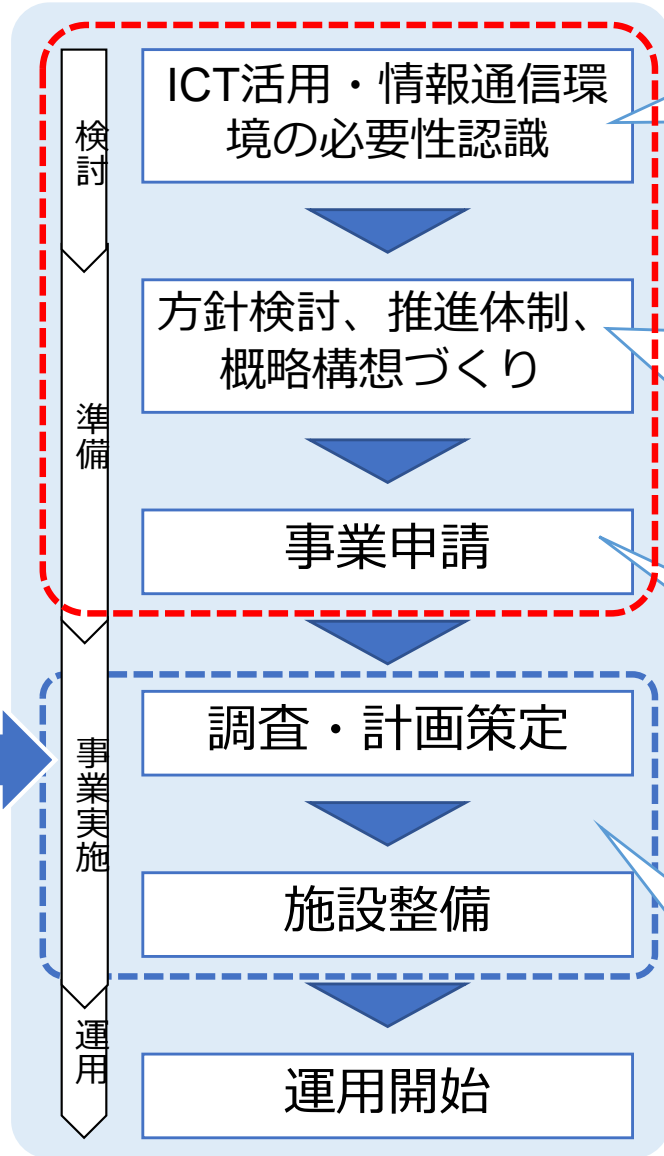 検討
ICT活用・情報通信環
境の必要性認識
準備
方針検討、推進体制、
概略構想づくり
事業申請
事業実施
調査・計画策定
施設整備
運用
運用開始